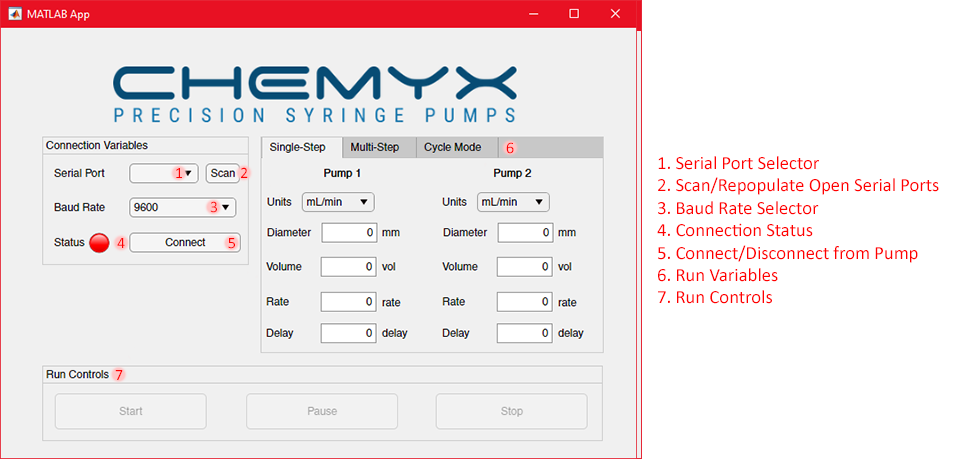 MATLAB App
CHEMYX
PRECISION SYRINGE PUMPS
Connection Variables
Serial Port 1 Scan 2
Baud Rate 9600 3
Status 4 Connect 5
Single-Step Multi-Step Cycle Mode 6
Pump 1 Pump 2
Units mL/min Units mL/min
Diameter 0 mm Diameter 0 mm
Volume 0 vol Volume 0 vol
Rate 0 rate Rate 0 rate
Delay 0 delay Delay 0 delay
Run Controls 7
Start Pause Stop
1. Serial Port Selector
2. Scan/Repopulate Open Serial Ports
3. Baud Rate Selector
4. Connection Status
5. Connect/Disconnect from Pump
6. Run Variables
7. Run Controls